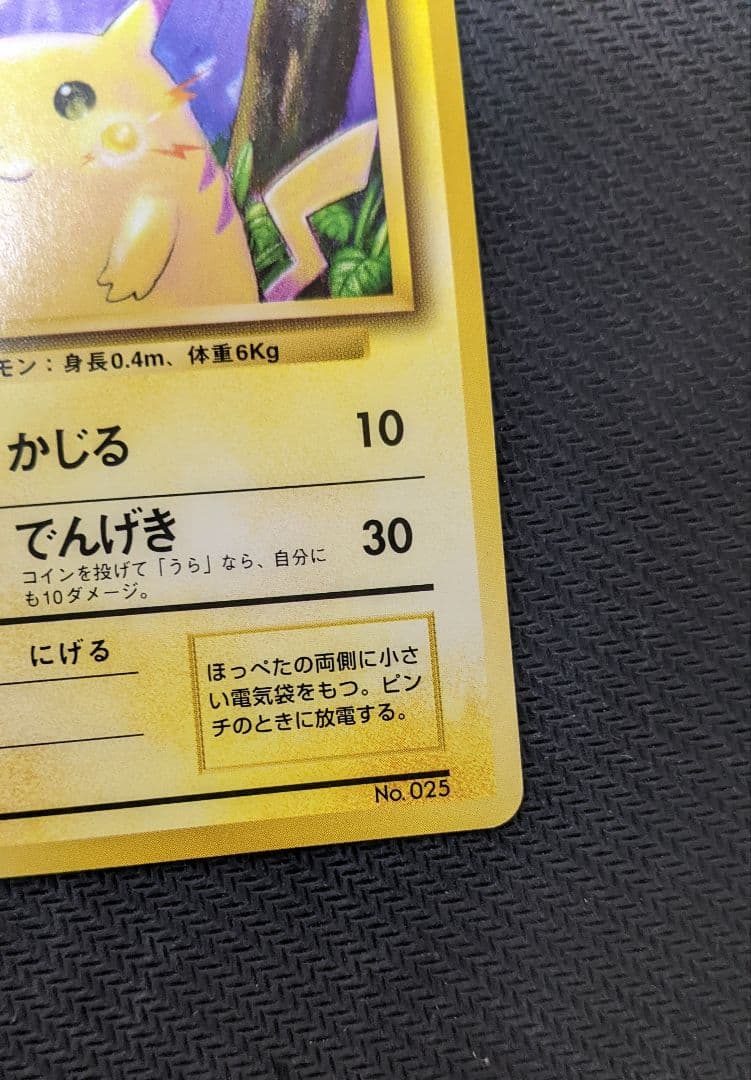 モン：身長0.4m、体重6Kg
かじる 10
でんげき 30
コインを投げて「うら」なら、自分に
も10ダメージ。
にげる
ほっぺたの両側に小さ
い電気袋をもつ。ピン
チのときに放電する。
No. 025